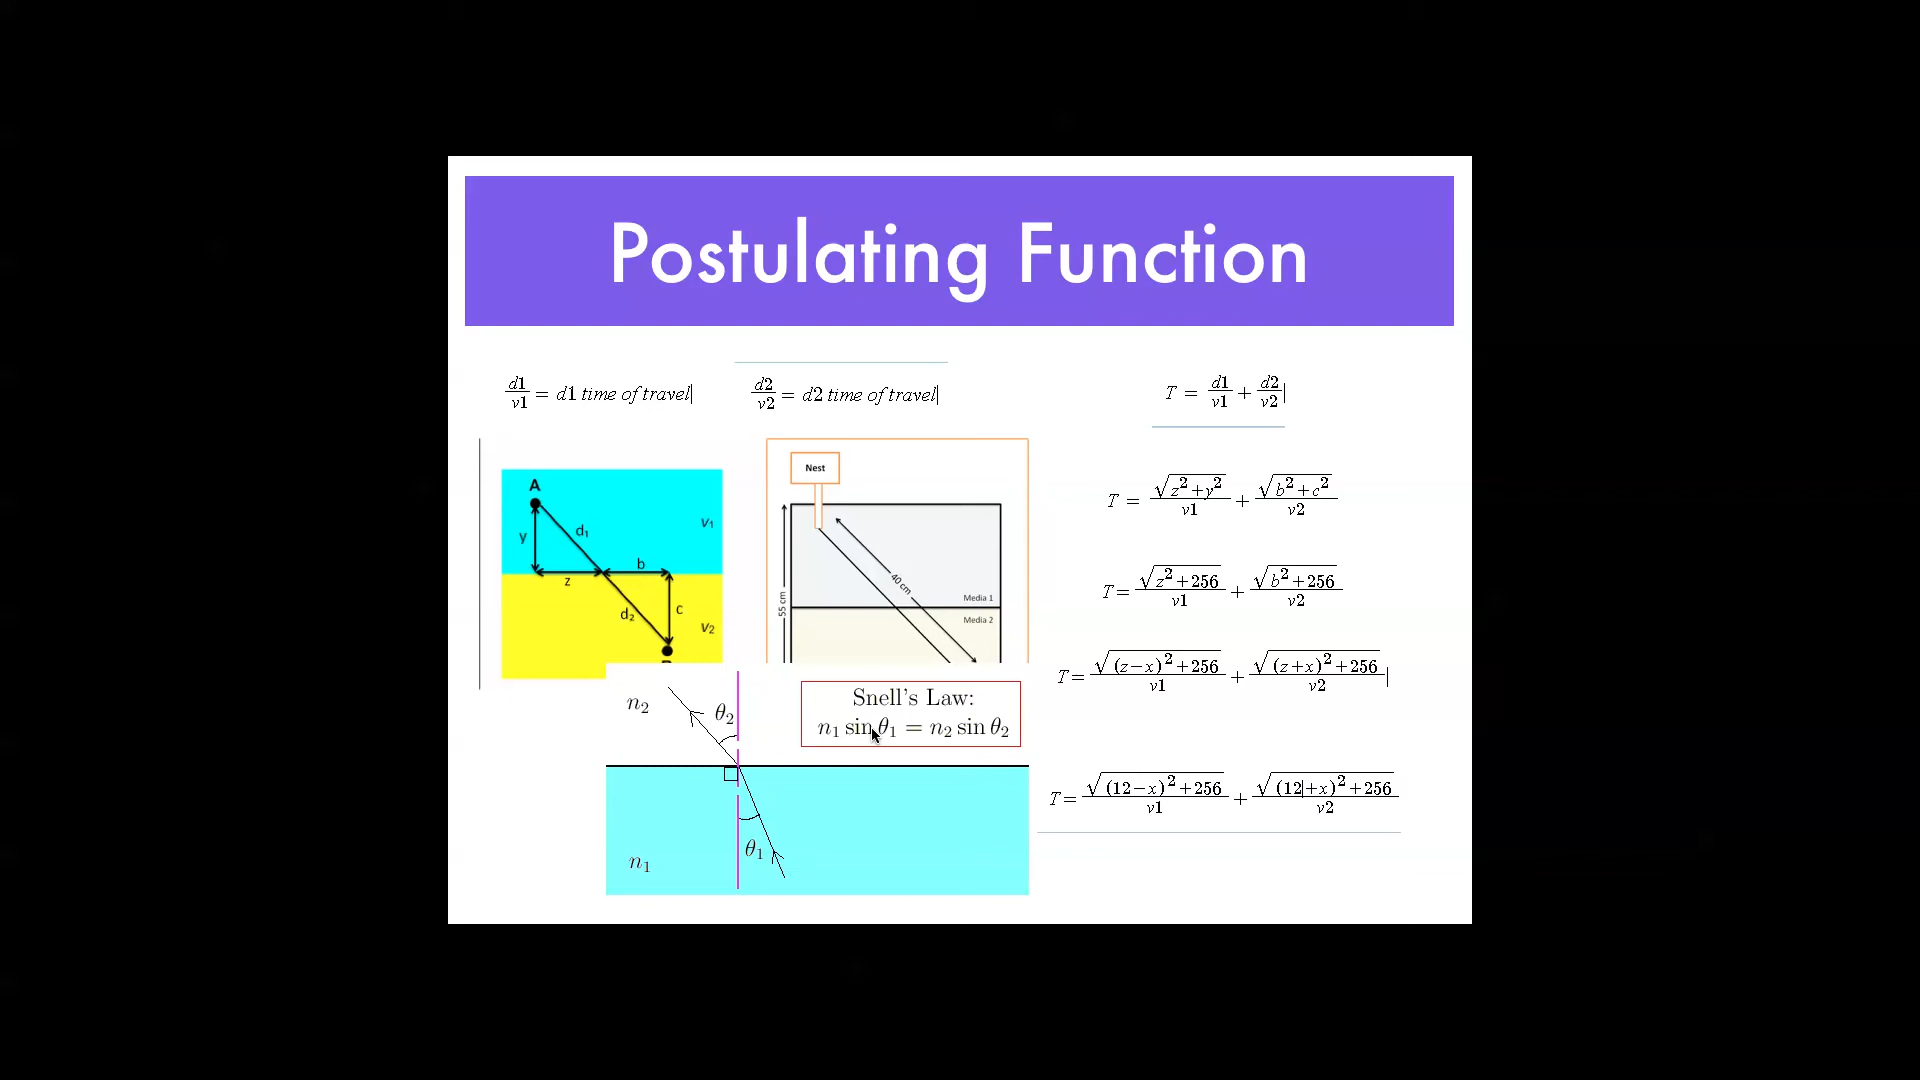 Postulating Function
d1/v1 = d1 time of travel
d2/v2 = d2 time of travel
T = d1/v1 + d2/v2
A
y
d₁
v₁
z
b
d₂
c
v₂
Nest
55 cm
40 cm
Media 1
Media 2
T = √(z²+y²)/v1 + √(b²+c²)/v2
T = √(z²+256)/v1 + √(b²+256)/v2
T = √((z−x)²+256)/v1 + √((z+x)²+256)/v2
n₂
θ₂
Snell's Law:
n₁ sin θ₁ = n₂ sin θ₂
θ₁
n₁
T = √((12−x)²+256)/v1 + √((12+x)²+256)/v2